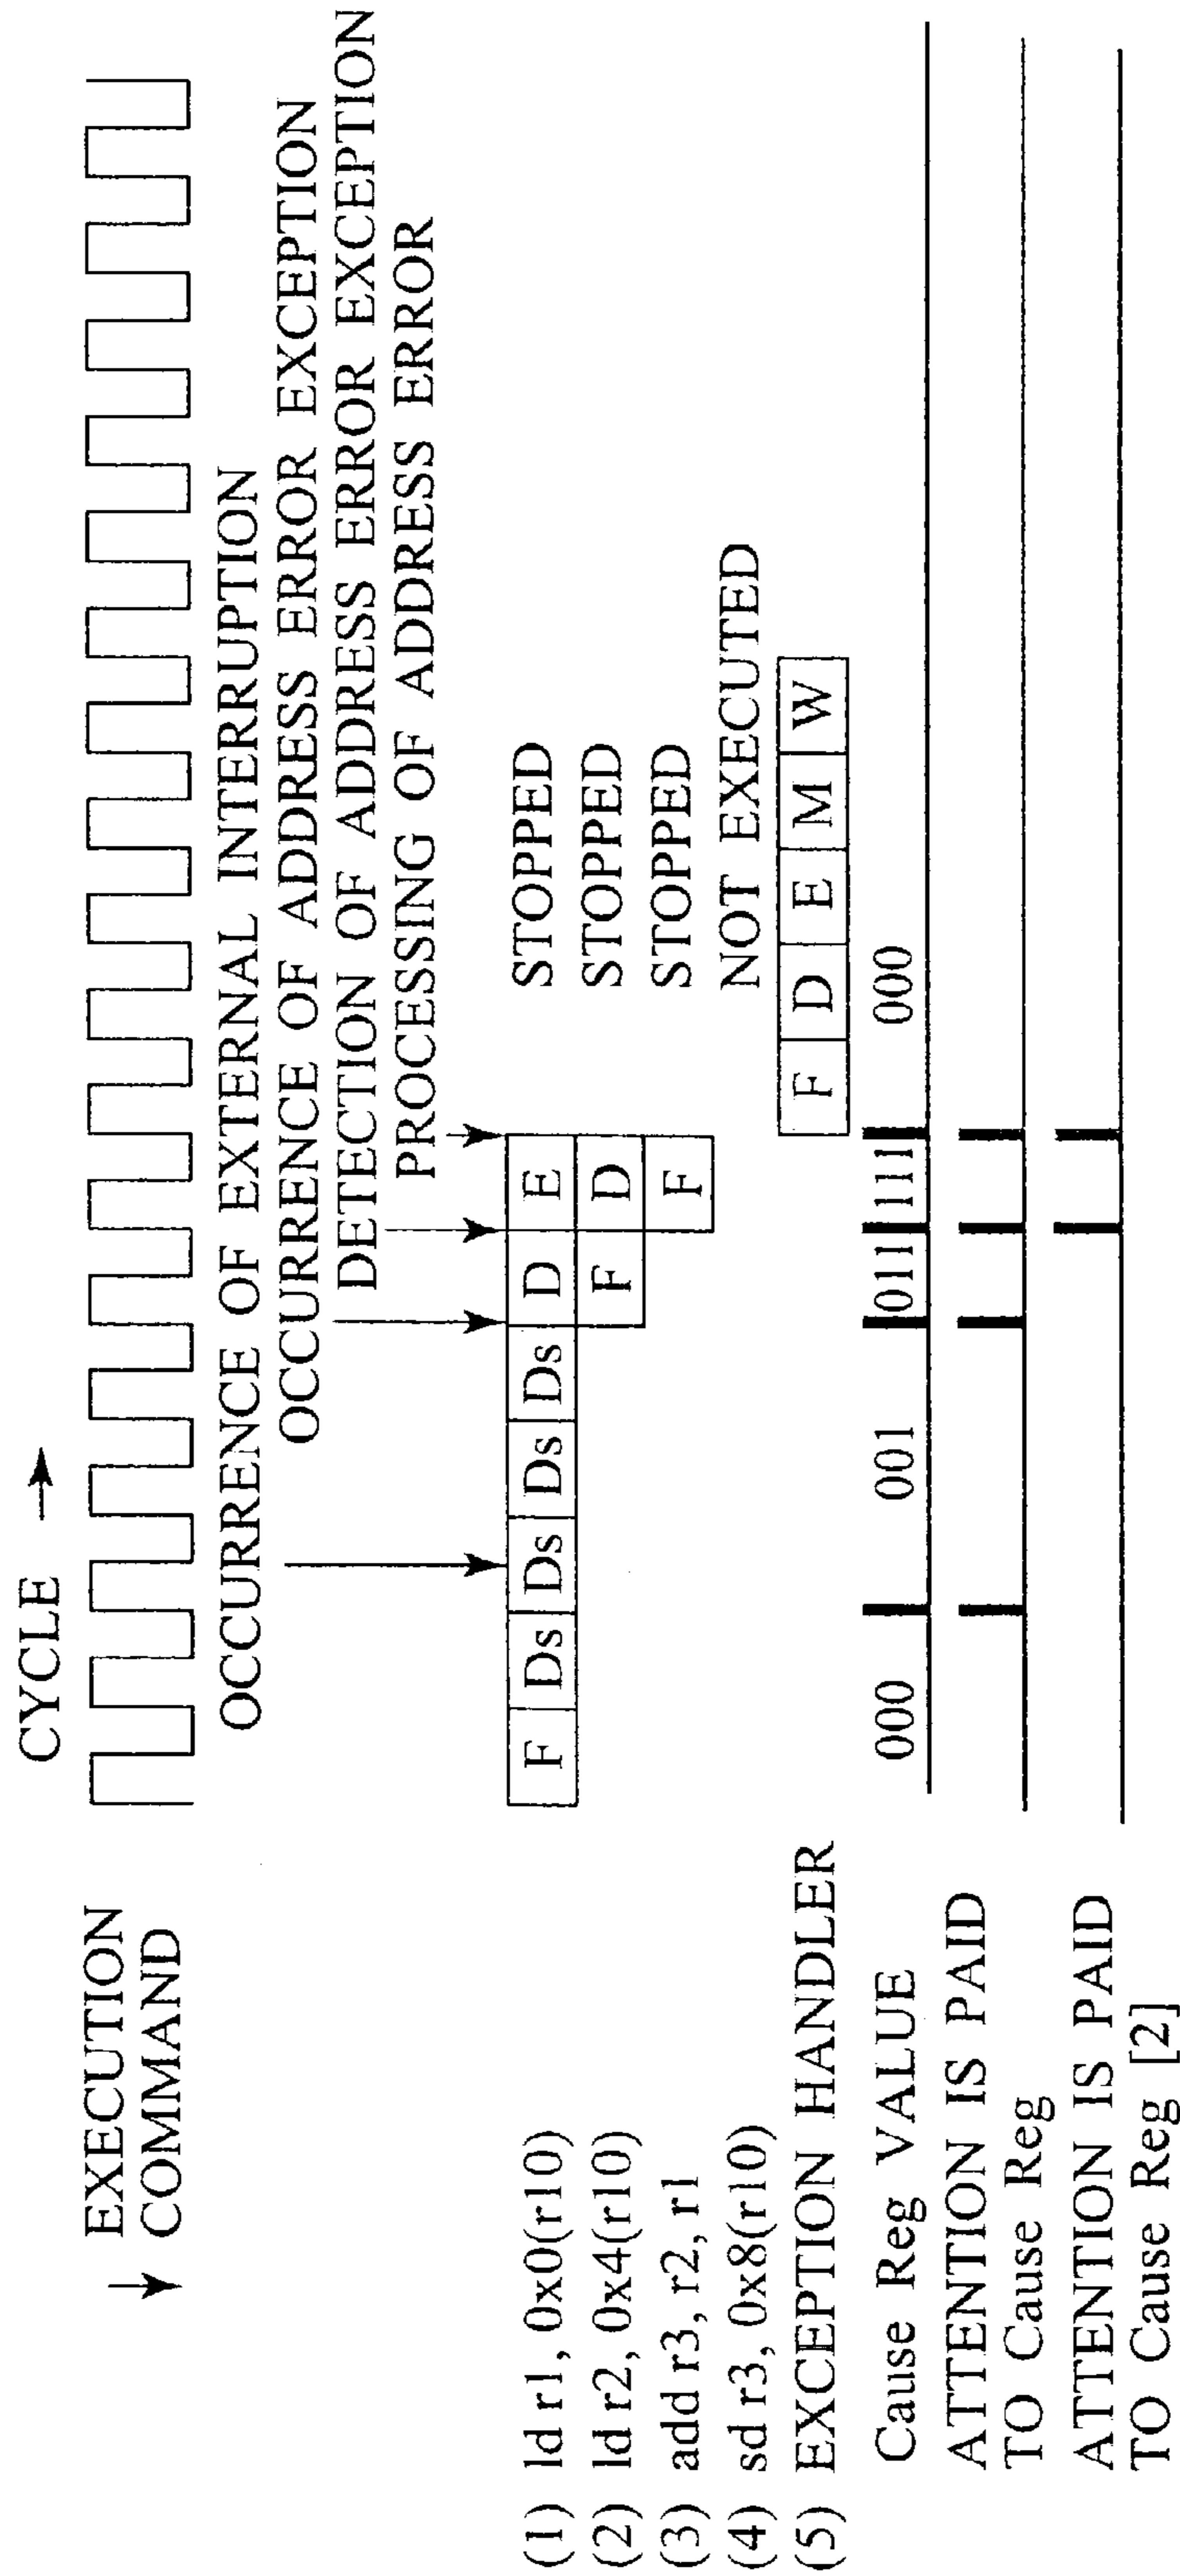 CYCLE →
↓ EXECUTION
COMMAND
OCCURRENCE OF EXTERNAL INTERRUPTION
OCCURRENCE OF ADDRESS ERROR EXCEPTION
DETECTION OF ADDRESS ERROR EXCEPTION
PROCESSING OF ADDRESS ERROR
(1) ld r1, 0x0(r10) F Ds Ds Ds Ds D E STOPPED
(2) ld r2, 0x4(r10) F D STOPPED
(3) add r3, r2, r1 F STOPPED
(4) sd r3, 0x8(r10) NOT EXECUTED
(5) EXCEPTION HANDLER F D E M W
Cause Reg VALUE 000 001 011 111 000
ATTENTION IS PAID
TO Cause Reg
ATTENTION IS PAID
TO Cause Reg [2]